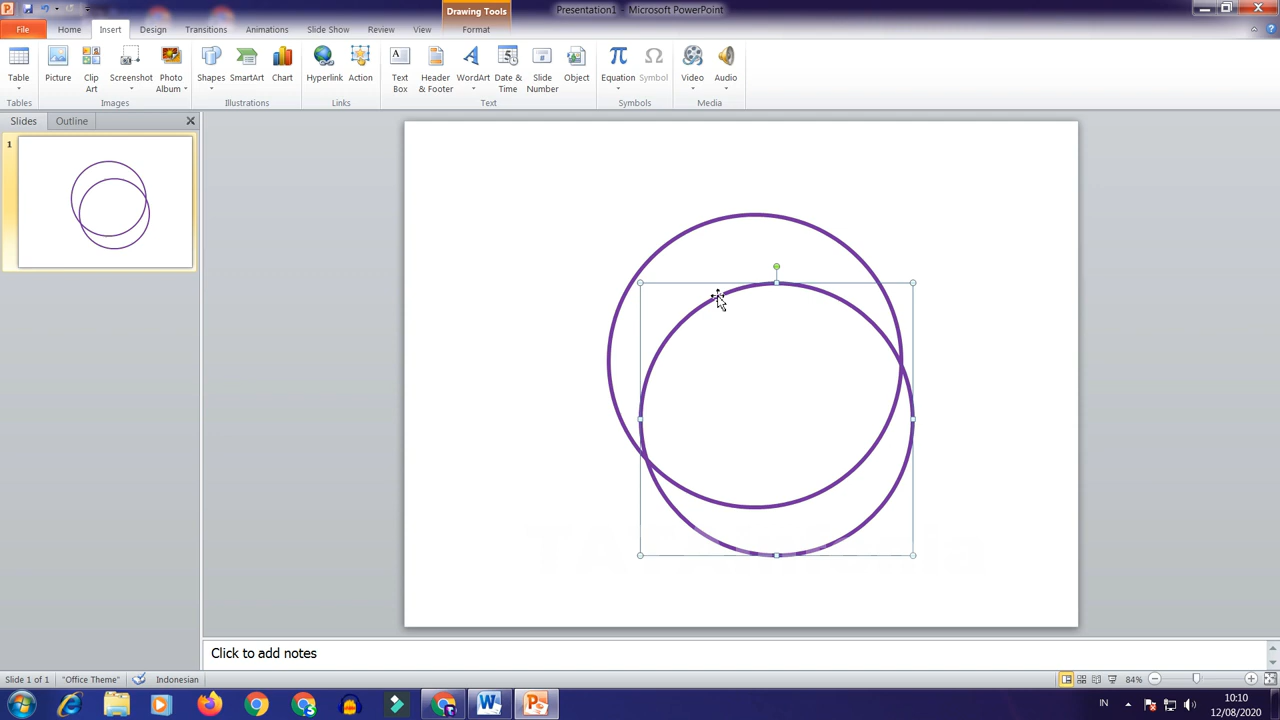 Drawing Tools
Presentation1 - Microsoft PowerPoint
File Home Insert Design Transitions Animations Slide Show Review View Format
Table Picture Clip Art Screenshot Photo Album Shapes SmartArt Chart Hyperlink Action Text Box Header & Footer WordArt Date & Time Slide Number Object Equation Symbol Video Audio
Tables Images Illustrations Links Text Symbols Media
Slides Outline
1
Click to add notes
Slide 1 of 1 "Office Theme" Indonesian 84%
IN 10:10
12/08/2020